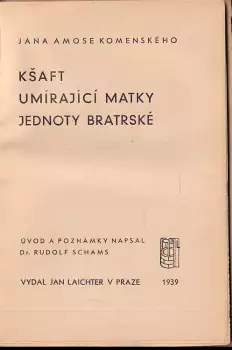 JANA AMOSE KOMENSKÉHO
KŠAFT
UMÍRAJÍCÍ MATKY
JEDNOTY BRATRSKÉ
ÚVOD A POZNÁMKY NAPSAL
Dr. RUDOLF SCHAMS
VYDAL JAN LAICHTER V PRAZE 1939